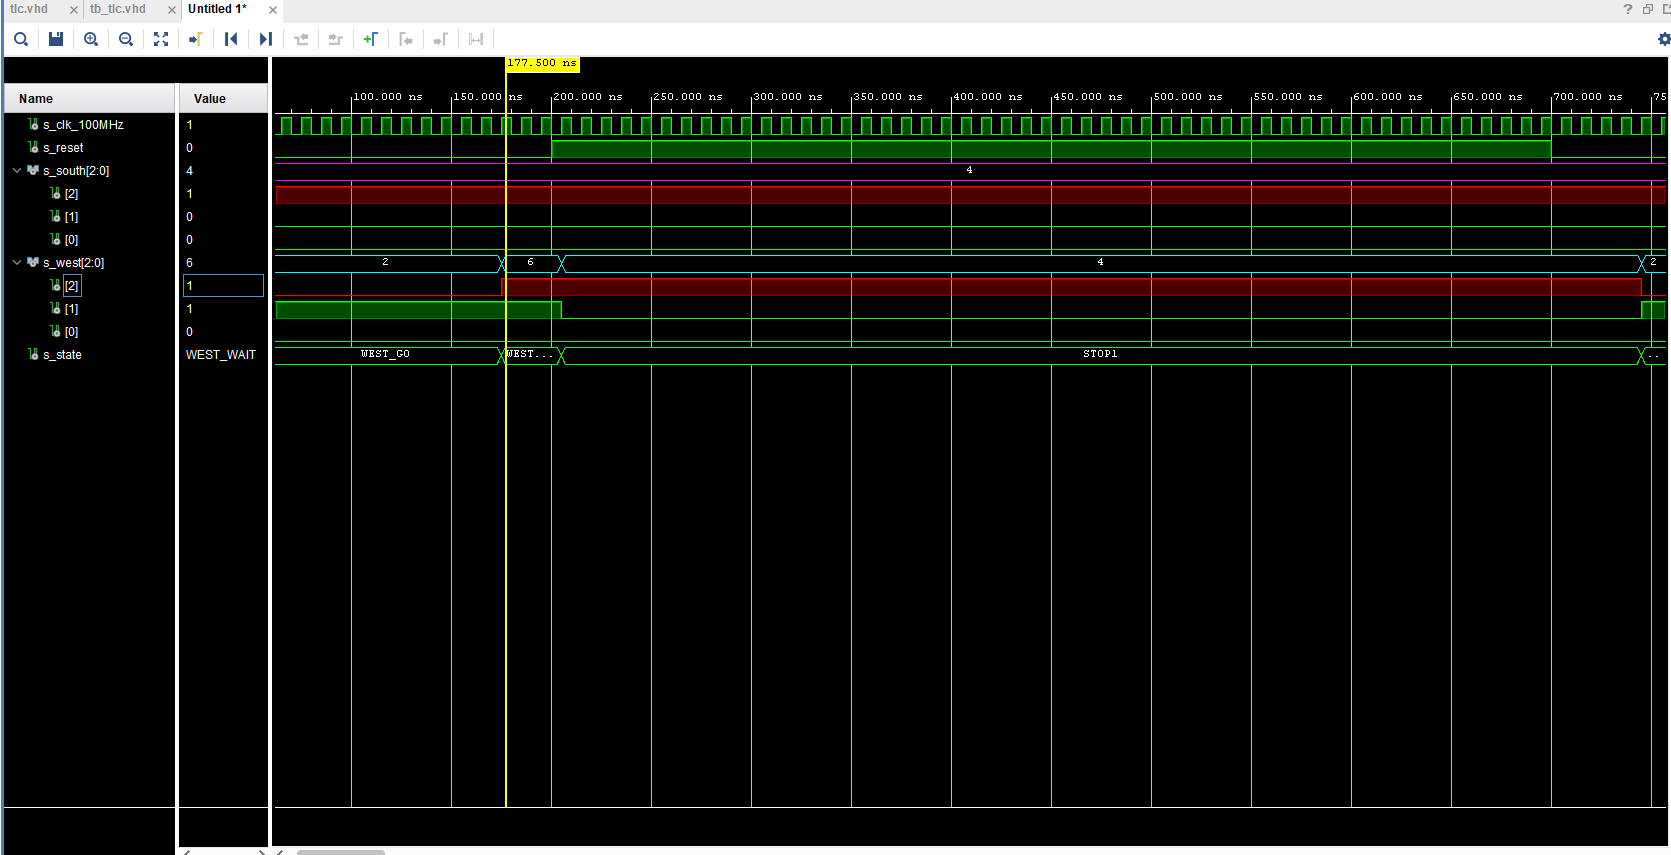 tlc.vhd tb_tlc.vhd Untitled 1*
177.500 ns
Name Value
100.000 ns 150.000 ns 200.000 ns 250.000 ns 300.000 ns 350.000 ns 400.000 ns 450.000 ns 500.000 ns 550.000 ns 600.000 ns 650.000 ns 700.000 ns 75
s_clk_100MHz 1
s_reset 0
s_south[2:0] 4 4
[2] 1
[1] 0
[0] 0
s_west[2:0] 6 2 6 4 2
[2] 1
[1] 1
[0] 0
s_state WEST_WAIT WEST_GO WEST... STOP1 ..